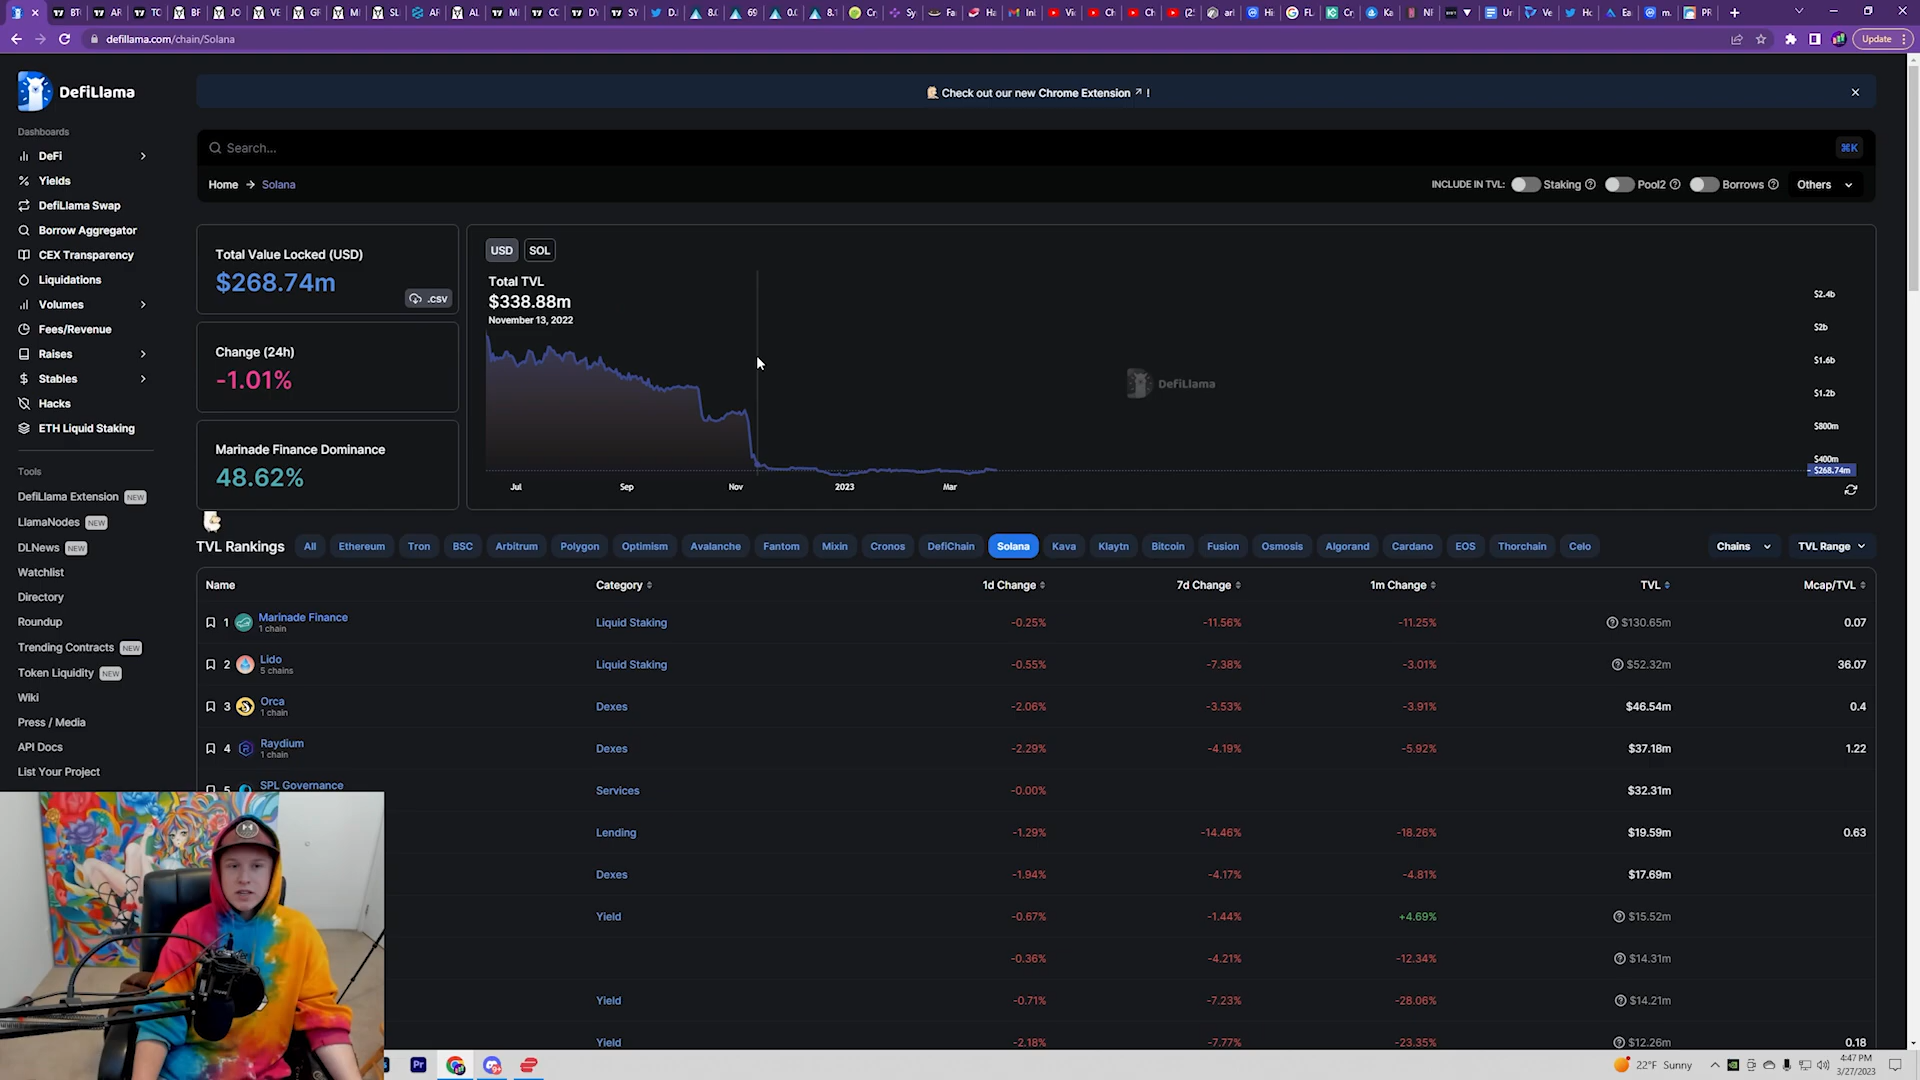 defillama.com/chain/Solana
Update
DefiLlama
Check out our new Chrome Extension ↗ !
Dashboards
DeFi
Yields
DefiLlama Swap
Borrow Aggregator
CEX Transparency
Liquidations
Volumes
Fees/Revenue
Raises
Stables
Hacks
ETH Liquid Staking
Tools
DefiLlama Extension NEW
LlamaNodes NEW
DLNews NEW
Watchlist
Directory
Roundup
Trending Contracts NEW
Token Liquidity NEW
Wiki
Press / Media
API Docs
List Your Project
Search...
⌘K
Home → Solana
INCLUDE IN TVL: Staking Pool2 Borrows Others
Total Value Locked (USD)
$268.74m
.csv
Change (24h)
-1.01%
Marinade Finance Dominance
48.62%
USD SOL
Total TVL
$338.88m
November 13, 2022
$2.4b
$2b
$1.6b
$1.2b
$800m
$400m
$268.74m
DefiLlama
Jul Sep Nov 2023 Mar
TVL Rankings All Ethereum Tron BSC Arbitrum Polygon Optimism Avalanche Fantom Mixin Cronos DefiChain Solana Kava Klaytn Bitcoin Fusion Osmosis Algorand Cardano EOS Thorchain Celo Chains TVL Range
Name Category 1d Change 7d Change 1m Change TVL Mcap/TVL
1 Marinade Finance Liquid Staking -0.25% -11.56% -11.25% $130.65m 0.07
1 chain
2 Lido Liquid Staking -0.55% -7.38% -3.01% $52.32m 36.07
5 chains
3 Orca Dexes -2.06% -3.53% -3.91% $46.54m 0.4
1 chain
4 Raydium Dexes -2.29% -4.19% -5.92% $37.18m 1.22
1 chain
5 SPL Governance Services -0.00% $32.31m
Lending -1.29% -14.46% -18.26% $19.59m 0.63
Dexes -1.94% -4.17% -4.81% $17.69m
Yield -0.67% -1.44% +4.69% $15.52m
-0.36% -4.21% -12.34% $14.31m
Yield -0.71% -7.23% -28.06% $14.21m
Yield -2.18% -7.77% -23.35% $12.26m 0.18
Pr
22°F Sunny
4:47 PM
3/27/2023